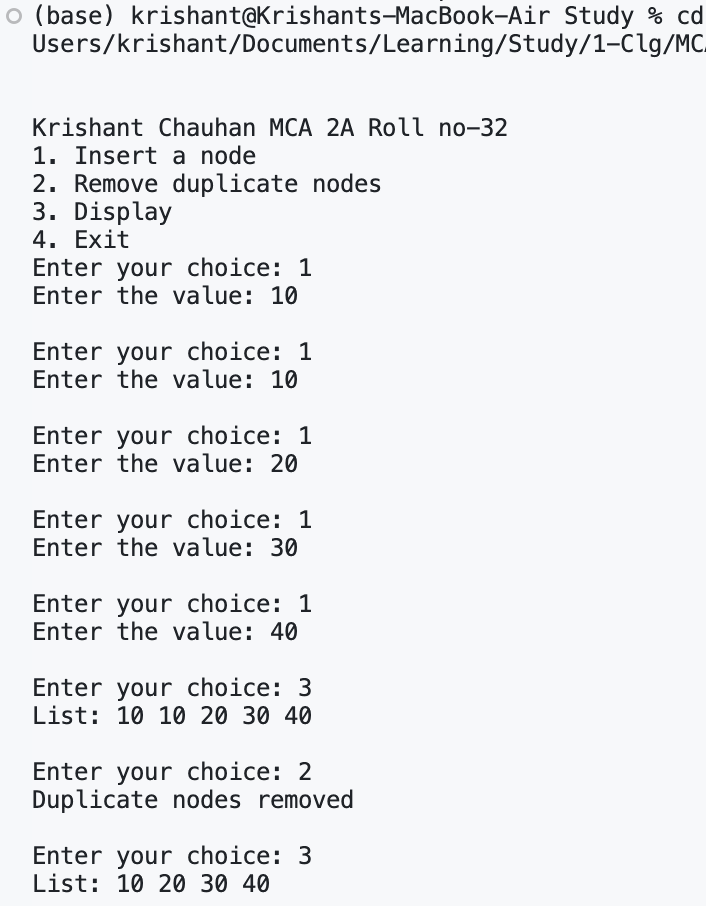 (base) krishant@Krishants-MacBook-Air Study % cd
Users/krishant/Documents/Learning/Study/1-Clg/MCA
Krishant Chauhan MCA 2A Roll no-32
1. Insert a node
2. Remove duplicate nodes
3. Display
4. Exit
Enter your choice: 1
Enter the value: 10
Enter your choice: 1
Enter the value: 10
Enter your choice: 1
Enter the value: 20
Enter your choice: 1
Enter the value: 30
Enter your choice: 1
Enter the value: 40
Enter your choice: 3
List: 10 10 20 30 40
Enter your choice: 2
Duplicate nodes removed
Enter your choice: 3
List: 10 20 30 40